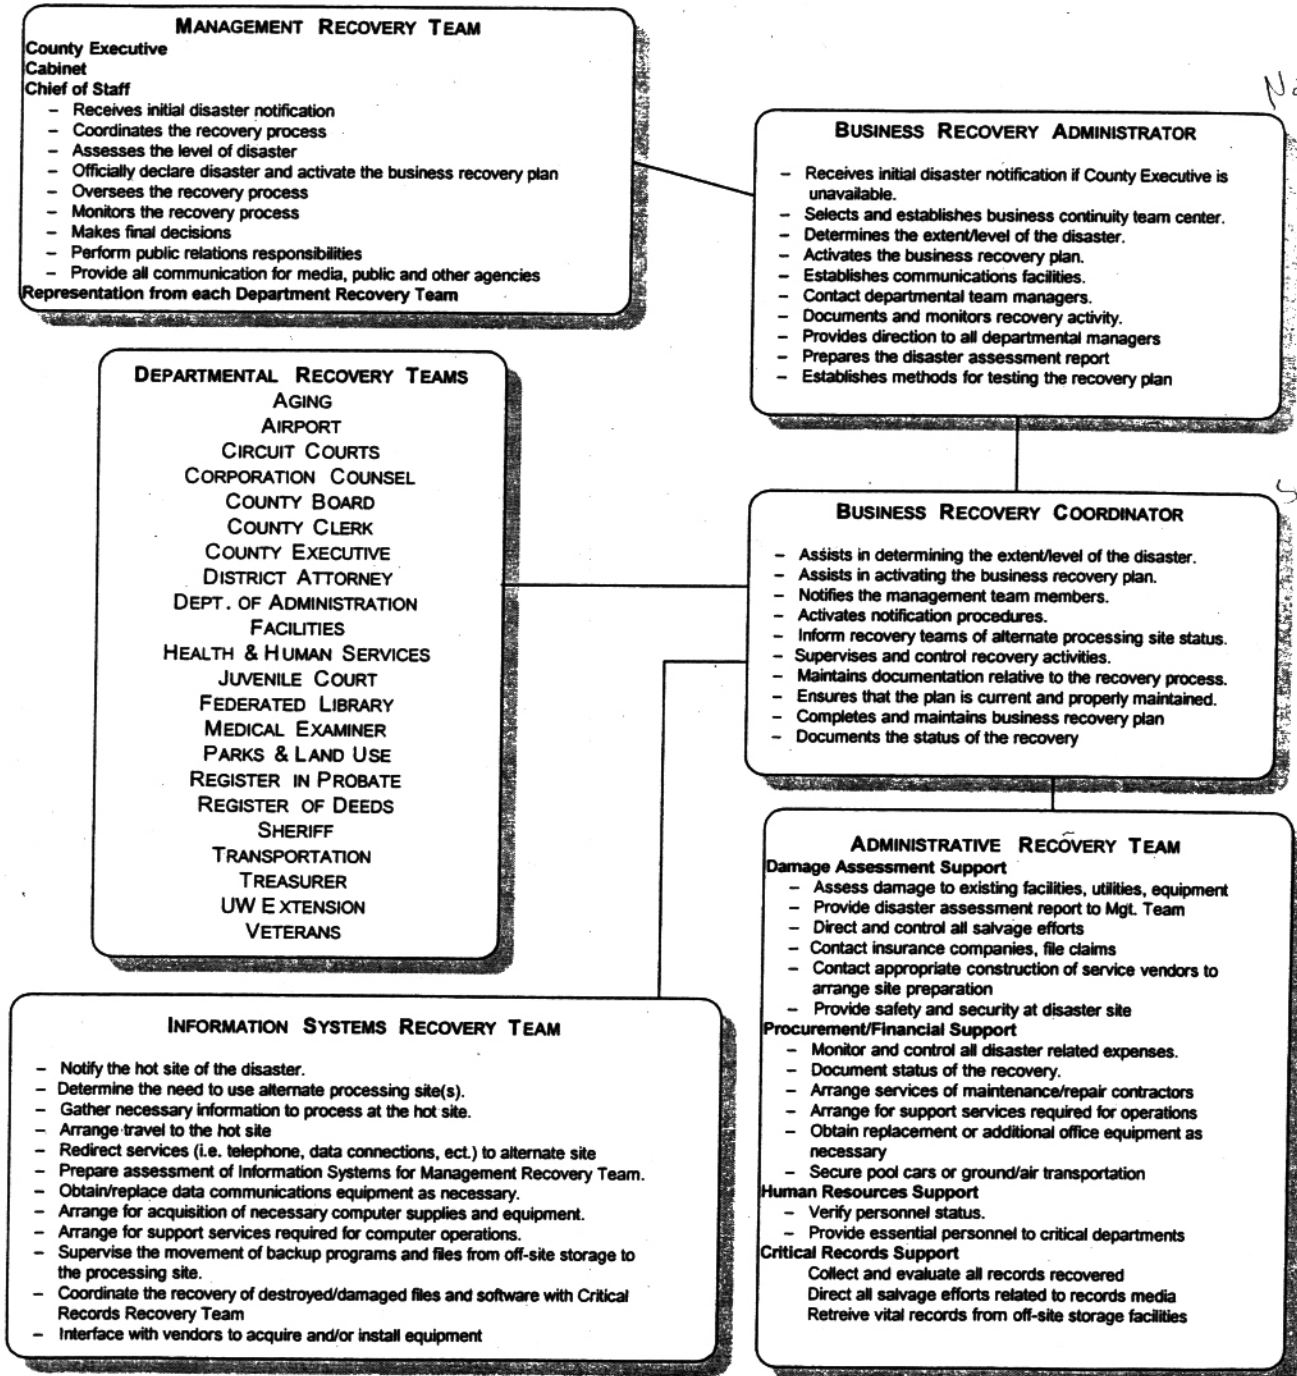 MANAGEMENT RECOVERY TEAM
County Executive
Cabinet
Chief of Staff
– Receives initial disaster notification
– Coordinates the recovery process
– Assesses the level of disaster
– Officially declare disaster and activate the business recovery plan
– Oversees the recovery process
– Monitors the recovery process
– Makes final decisions
– Perform public relations responsibilities
– Provide all communication for media, public and other agencies
Representation from each Department Recovery Team
BUSINESS RECOVERY ADMINISTRATOR
– Receives initial disaster notification if County Executive is
unavailable.
– Selects and establishes business continuity team center.
– Determines the extent/level of the disaster.
– Activates the business recovery plan.
– Establishes communications facilities.
– Contact departmental team managers.
– Documents and monitors recovery activity.
– Provides direction to all departmental managers
– Prepares the disaster assessment report
– Establishes methods for testing the recovery plan
DEPARTMENTAL RECOVERY TEAMS
AGING
AIRPORT
CIRCUIT COURTS
CORPORATION COUNSEL
COUNTY BOARD
COUNTY CLERK
COUNTY EXECUTIVE
DISTRICT ATTORNEY
DEPT. OF ADMINISTRATION
FACILITIES
HEALTH & HUMAN SERVICES
JUVENILE COURT
FEDERATED LIBRARY
MEDICAL EXAMINER
PARKS & LAND USE
REGISTER IN PROBATE
REGISTER OF DEEDS
SHERIFF
TRANSPORTATION
TREASURER
UW EXTENSION
VETERANS
BUSINESS RECOVERY COORDINATOR
– Assists in determining the extent/level of the disaster.
– Assists in activating the business recovery plan.
– Notifies the management team members.
– Activates notification procedures.
– Inform recovery teams of alternate processing site status.
– Supervises and control recovery activities.
– Maintains documentation relative to the recovery process.
– Ensures that the plan is current and properly maintained.
– Completes and maintains business recovery plan
– Documents the status of the recovery
INFORMATION SYSTEMS RECOVERY TEAM
– Notify the hot site of the disaster.
– Determine the need to use alternate processing site(s).
– Gather necessary information to process at the hot site.
– Arrange travel to the hot site
– Redirect services (i.e. telephone, data connections, ect.) to alternate site
– Prepare assessment of Information Systems for Management Recovery Team.
– Obtain/replace data communications equipment as necessary.
– Arrange for acquisition of necessary computer supplies and equipment.
– Arrange for support services required for computer operations.
– Supervise the movement of backup programs and files from off-site storage to
the processing site.
– Coordinate the recovery of destroyed/damaged files and software with Critical
Records Recovery Team
– Interface with vendors to acquire and/or install equipment
ADMINISTRATIVE RECOVERY TEAM
Damage Assessment Support
– Assess damage to existing facilities, utilities, equipment
– Provide disaster assessment report to Mgt. Team
– Direct and control all salvage efforts
– Contact insurance companies, file claims
– Contact appropriate construction of service vendors to
arrange site preparation
– Provide safety and security at disaster site
Procurement/Financial Support
– Monitor and control all disaster related expenses.
– Document status of the recovery.
– Arrange services of maintenance/repair contractors
– Arrange for support services required for operations
– Obtain replacement or additional office equipment as
necessary
– Secure pool cars or ground/air transportation
Human Resources Support
– Verify personnel status.
– Provide essential personnel to critical departments
Critical Records Support
Collect and evaluate all records recovered
Direct all salvage efforts related to records media
Retreive vital records from off-site storage facilities